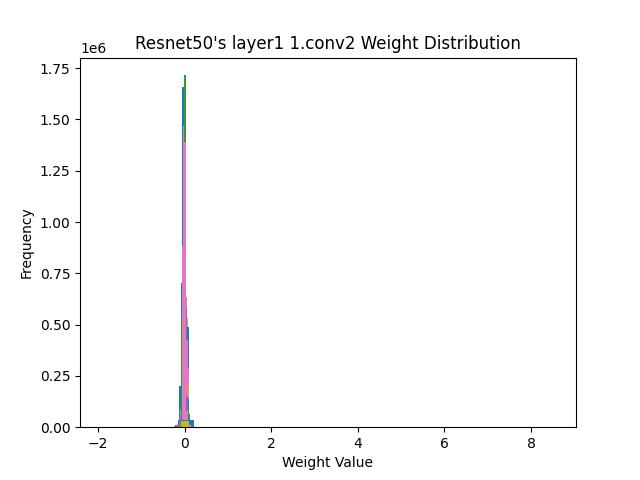 Resnet50's layer1 1.conv2 Weight Distribution
1e6
1.75
1.50
1.25
1.00
0.75
0.50
0.25
0.00
Frequency
−2 0 2 4 6 8
Weight Value